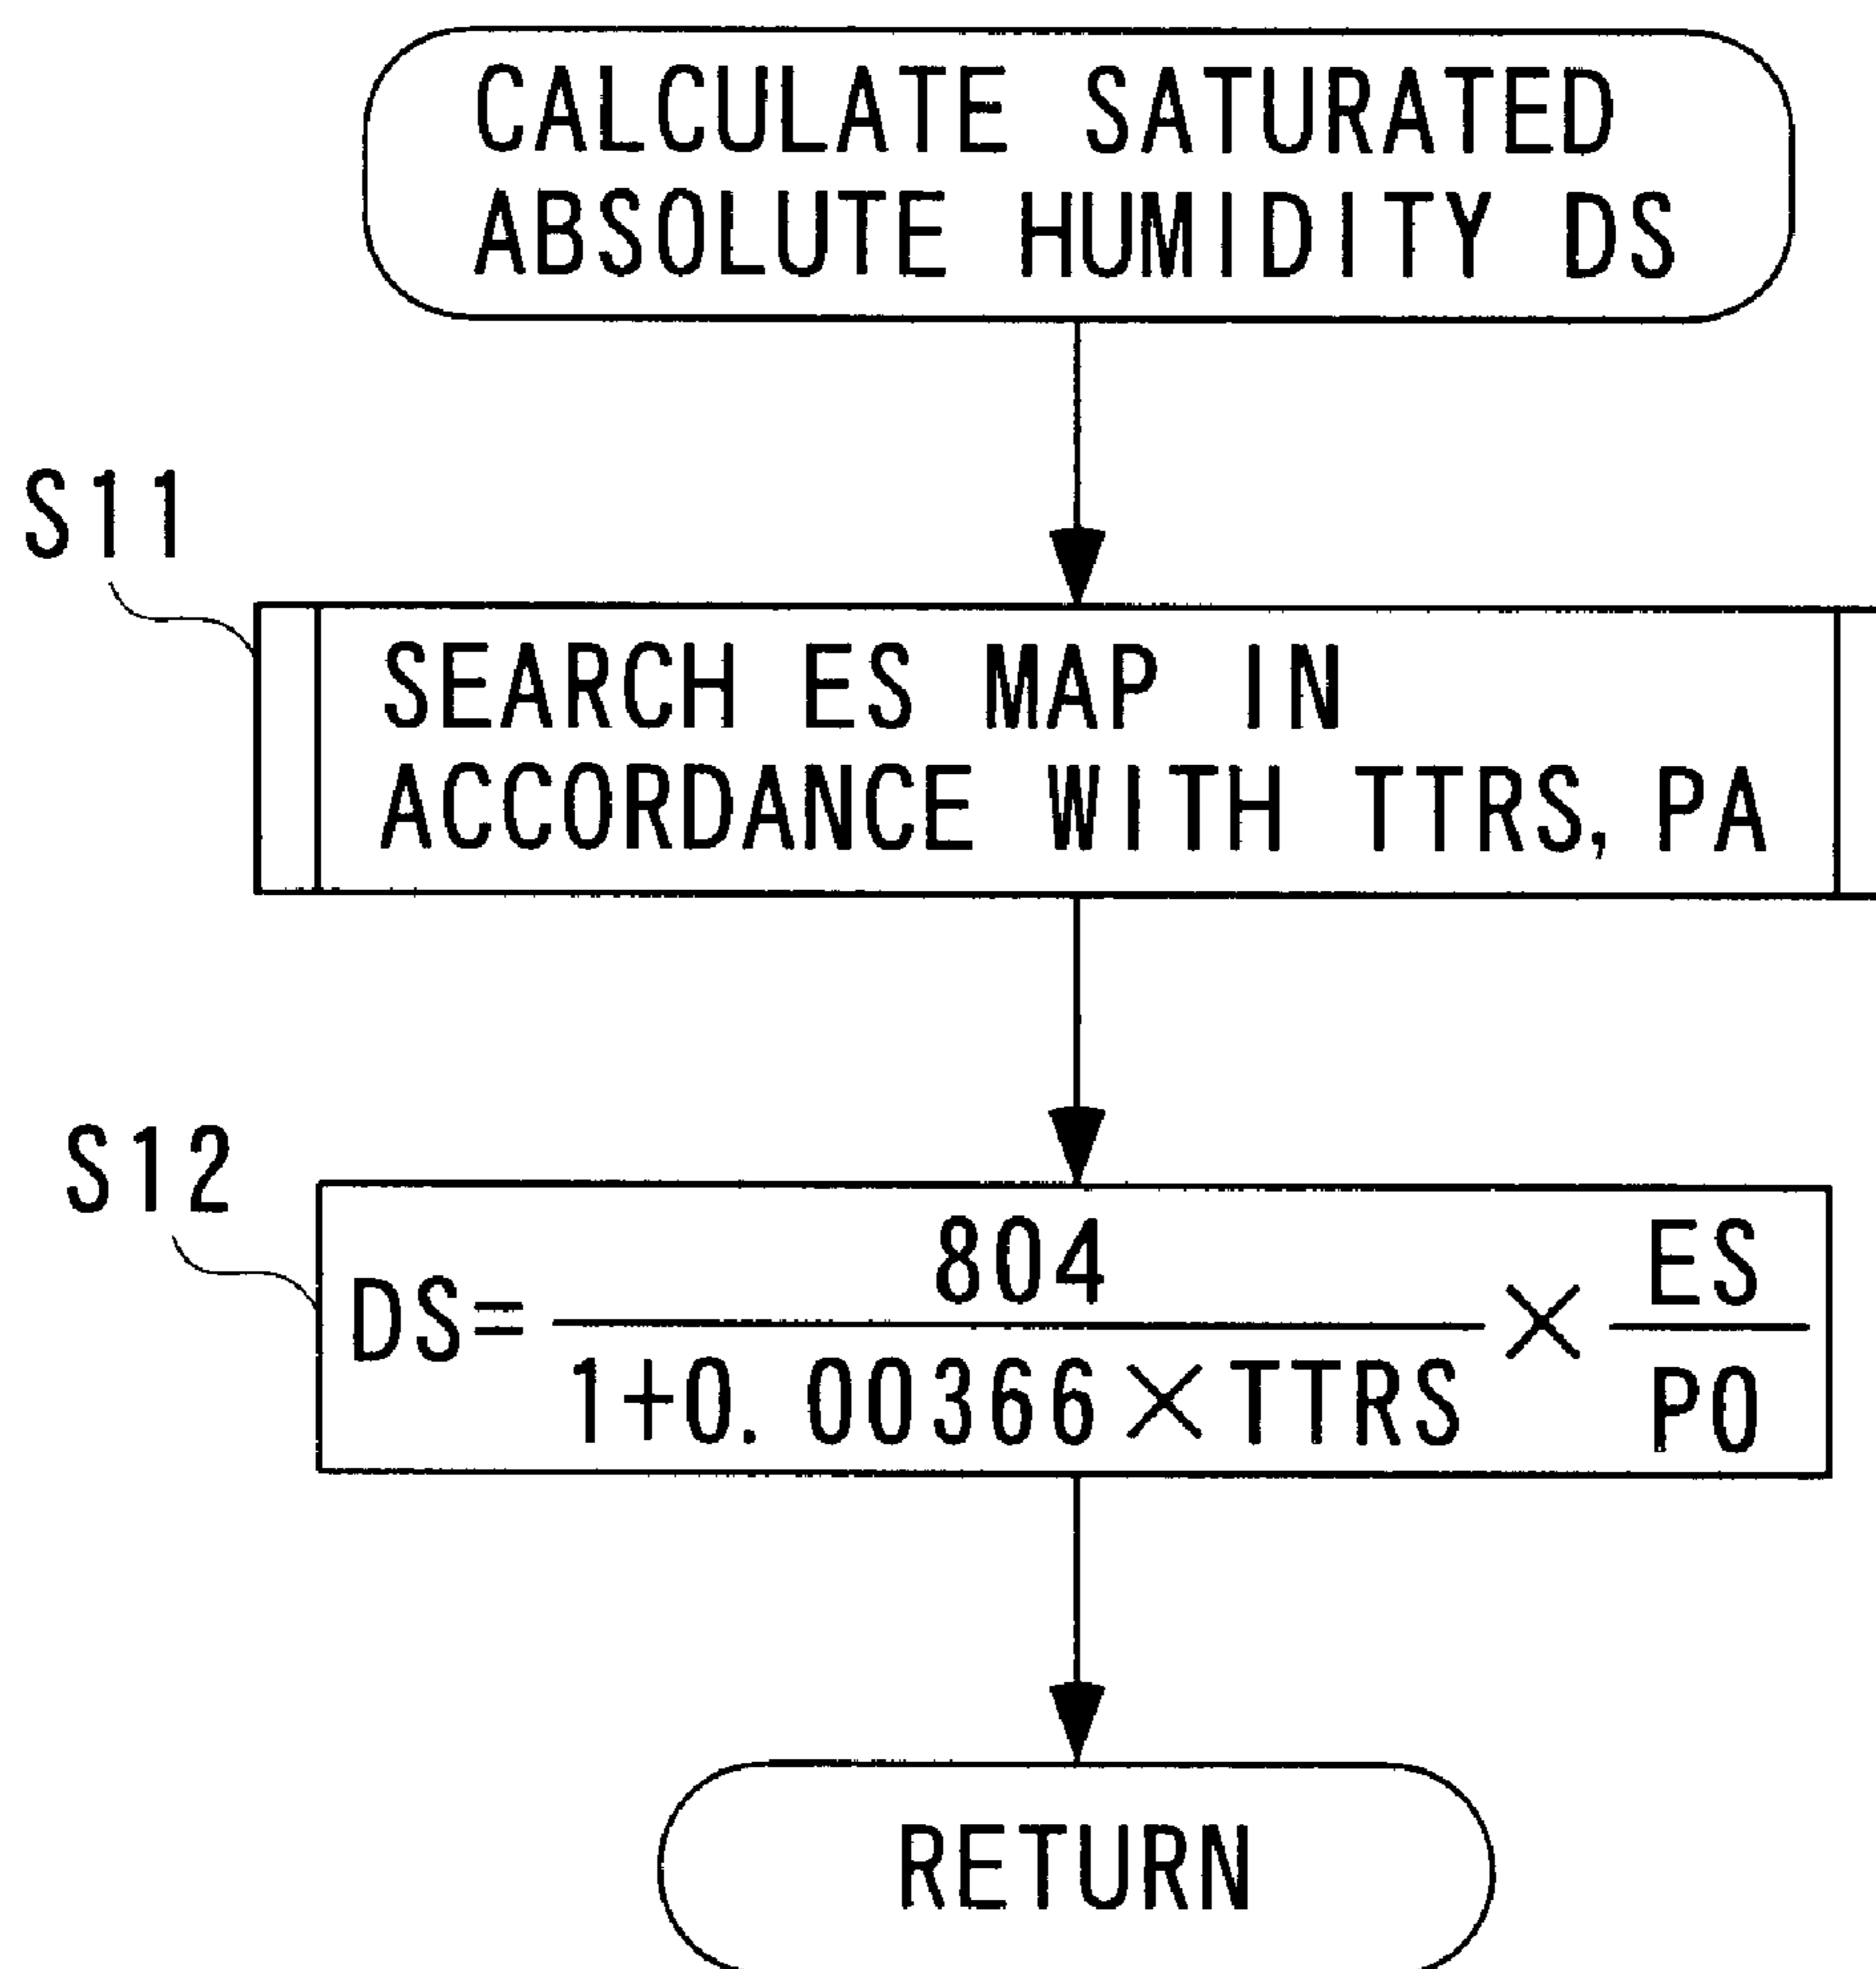 CALCULATE SATURATED
ABSOLUTE HUMIDITY DS
S11
SEARCH ES MAP IN
ACCORDANCE WITH TTRS, PA
S12
DS= 804 / 1+0.00366×TTRS × ES / P0
RETURN